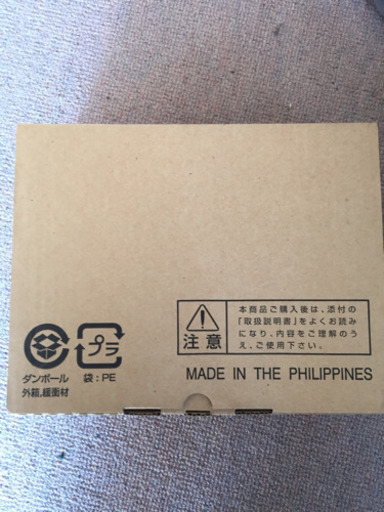 注意
本商品ご購入後は、添付の
「取扱説明書」をよくお読み
になり、内容をご理解のう
え、ご使用下さい。
プラ
ダンボール
外箱,緩衝材
袋:PE
MADE IN THE PHILIPPINES